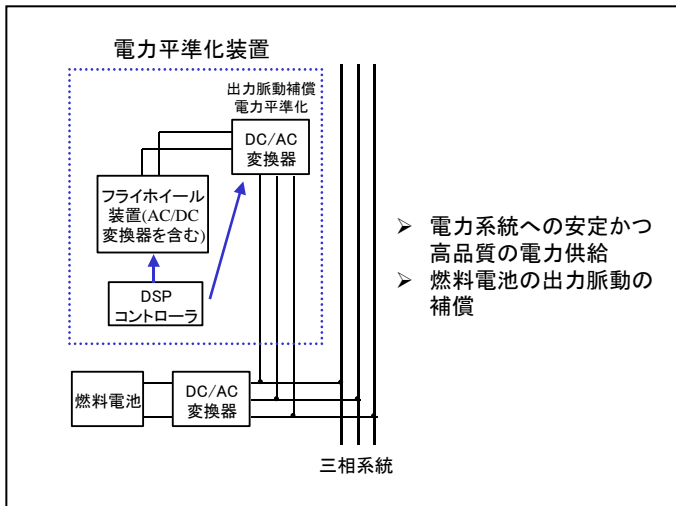 電力平準化装置
出力脈動補償
電力平準化
DC/AC
変換器
フライホイール
装置(AC/DC
変換器を含む)
DSP
コントローラ
燃料電池
DC/AC
変換器
三相系統
➢ 電力系統への安定かつ
高品質の電力供給
➢ 燃料電池の出力脈動の
補償